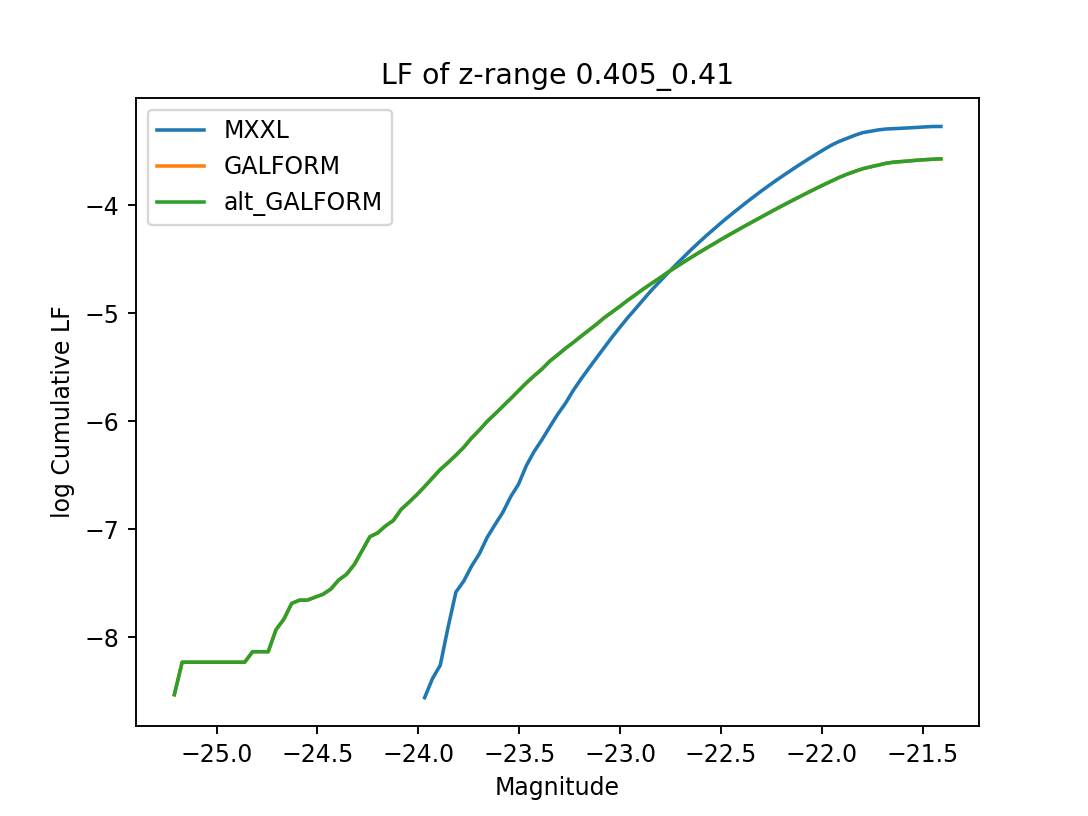 LF of z-range 0.405_0.41
MXXL
GALFORM
alt_GALFORM
−4
−5
−6
−7
−8
log Cumulative LF
−25.0 −24.5 −24.0 −23.5 −23.0 −22.5 −22.0 −21.5
Magnitude